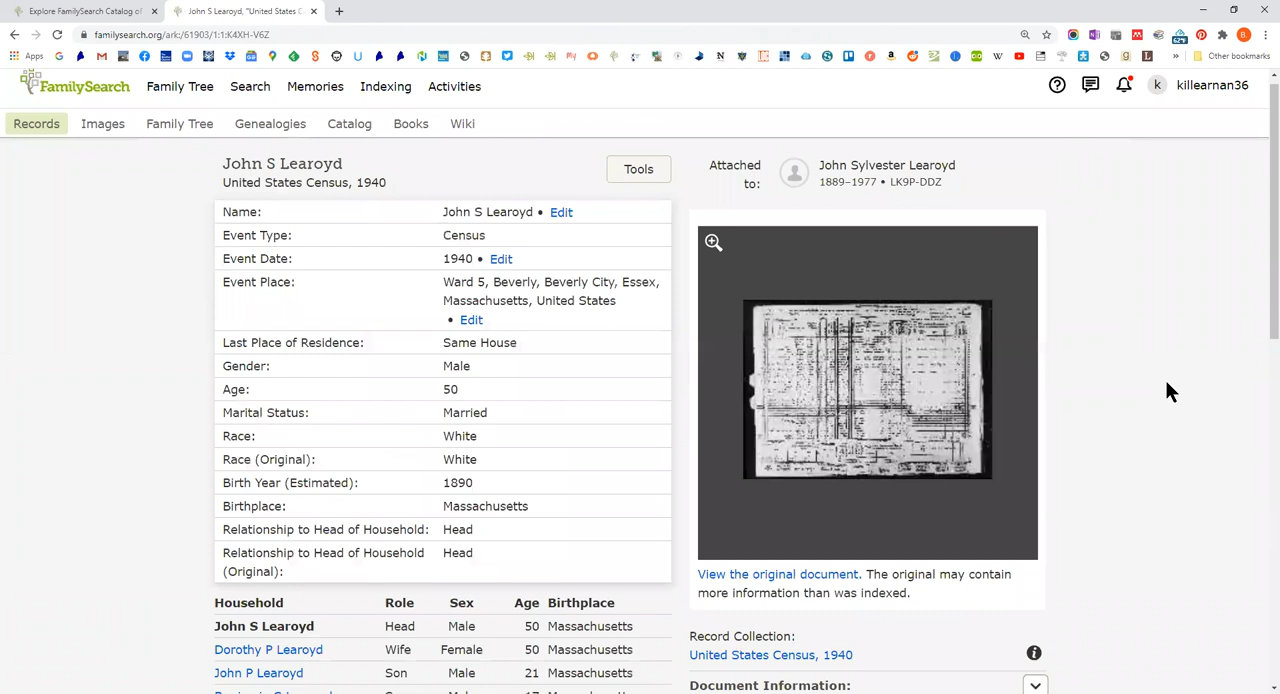 Explore FamilySearch Catalog of
John S Learoyd, "United States C
familysearch.org/ark:/61903/1:1:K4XH-V6Z
Apps
Other bookmarks
FamilySearch
Family Tree
Search
Memories
Indexing
Activities
killearnan36
Records
Images
Family Tree
Genealogies
Catalog
Books
Wiki
John S Learoyd
United States Census, 1940
Tools
Name: John S Learoyd • Edit
Event Type: Census
Event Date: 1940 • Edit
Event Place: Ward 5, Beverly, Beverly City, Essex,
Massachusetts, United States
• Edit
Last Place of Residence: Same House
Gender: Male
Age: 50
Marital Status: Married
Race: White
Race (Original): White
Birth Year (Estimated): 1890
Birthplace: Massachusetts
Relationship to Head of Household: Head
Relationship to Head of Household Head
(Original):
Household Role Sex Age Birthplace
John S Learoyd Head Male 50 Massachusetts
Dorothy P Learoyd Wife Female 50 Massachusetts
John P Learoyd Son Male 21 Massachusetts
Attached
to:
John Sylvester Learoyd
1889–1977 • LK9P-DDZ
View the original document. The original may contain
more information than was indexed.
Record Collection:
United States Census, 1940
Document Information: